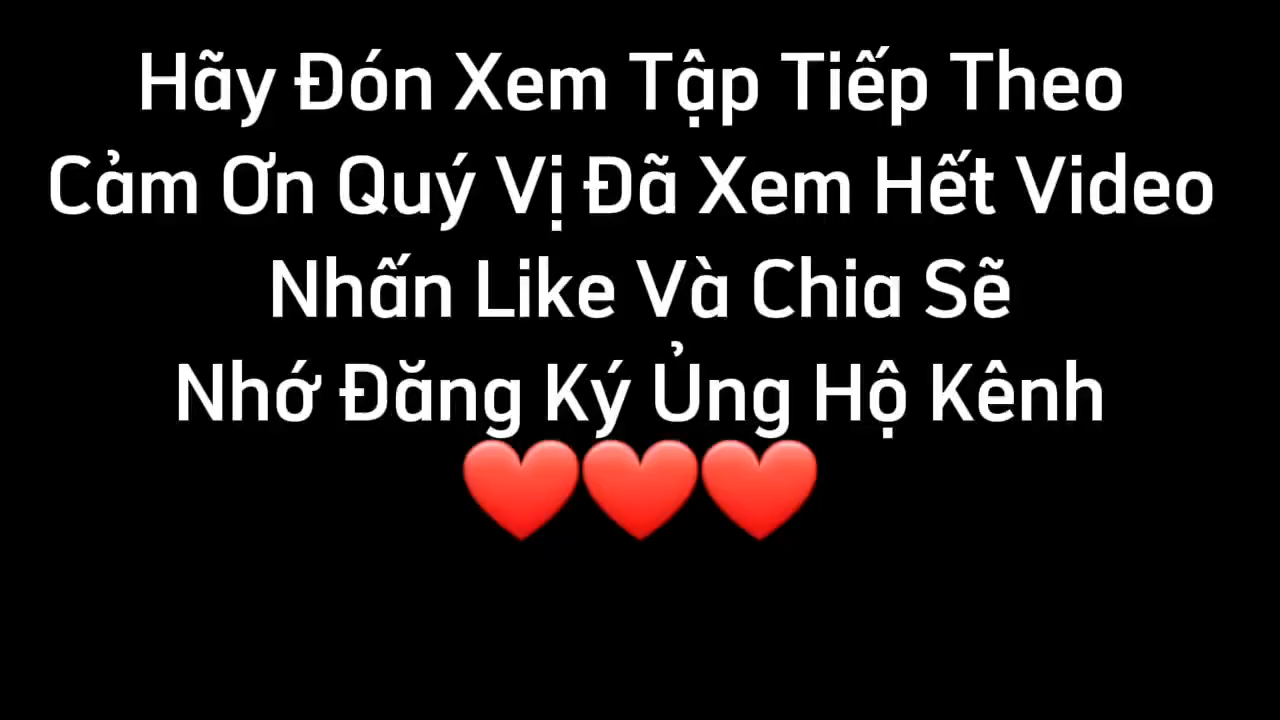 Hãy Đón Xem Tập Tiếp Theo
Cảm Ơn Quý Vị Đã Xem Hết Video
Nhấn Like Và Chia Sẽ
Nhớ Đăng Ký Ủng Hộ Kênh
❤️❤️❤️